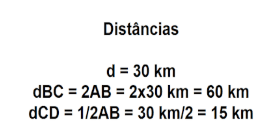 Distâncias
d = 30 km
dBC = 2AB = 2x30 km = 60 km
dCD = 1/2AB = 30 km/2 = 15 km